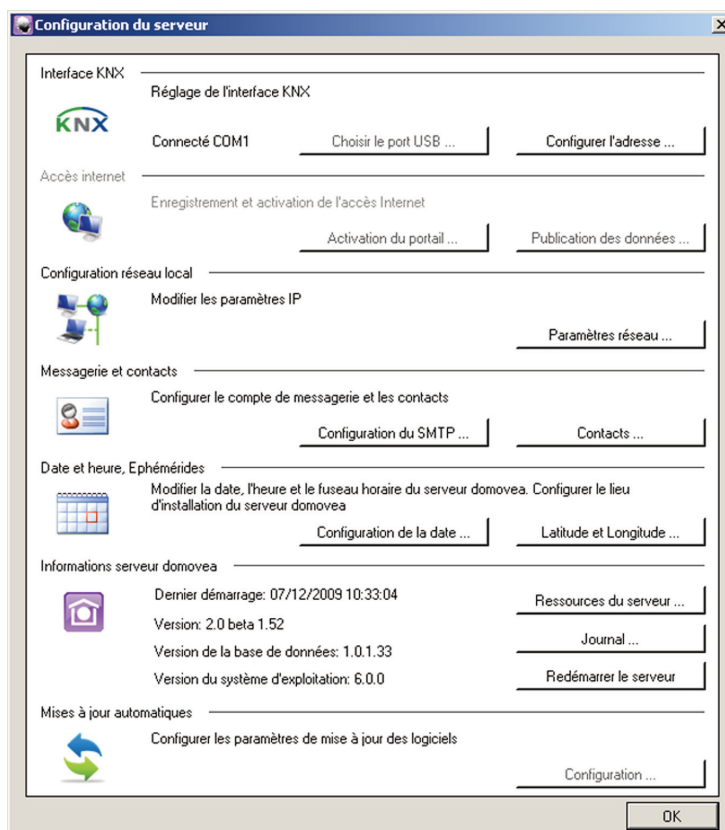 Configuration du serveur
Interface KNX
Réglage de l'interface KNX
KNX
Connecté COM1
Choisir le port USB ...
Configurer l'adresse ...
Accès internet
Enregistrement et activation de l'accès Internet
Activation du portail ...
Publication des données ...
Configuration réseau local
Modifier les paramètres IP
Paramètres réseau ...
Messagerie et contacts
Configurer le compte de messagerie et les contacts
Configuration du SMTP ...
Contacts ...
Date et heure, Ephémérides
Modifier la date, l'heure et le fuseau horaire du serveur domovea. Configurer le lieu
d'installation du serveur domovea
Configuration de la date ...
Latitude et Longitude ...
Informations serveur domovea
Dernier démarrage: 07/12/2009 10:33:04
Ressources du serveur ...
Version: 2.0 beta 1.52
Journal ...
Version de la base de données: 1.0.1.33
Version du système d'exploitation: 6.0.0
Redémarrer le serveur
Mises à jour automatiques
Configurer les paramètres de mise à jour des logiciels
Configuration ...
OK